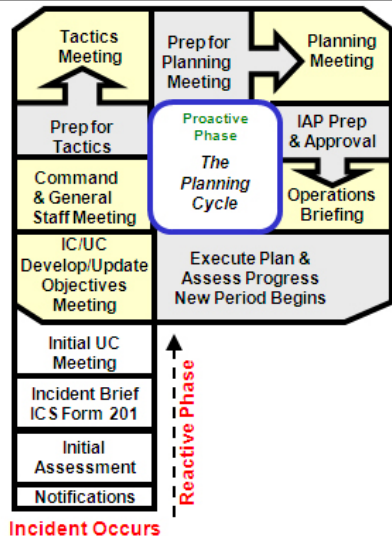 Tactics
Meeting
Prep for
Planning
Meeting
Planning
Meeting
Prep for
Tactics
Proactive
Phase
The
Planning
Cycle
IAP Prep
& Approval
Command
& General
Staff Meeting
Operations
Briefing
IC/UC
Develop/Update
Objectives
Meeting
Execute Plan &
Assess Progress
New Period Begins
Initial UC
Meeting
Incident Brief
ICS Form 201
Initial
Assessment
Notifications
Reactive Phase
Incident Occurs